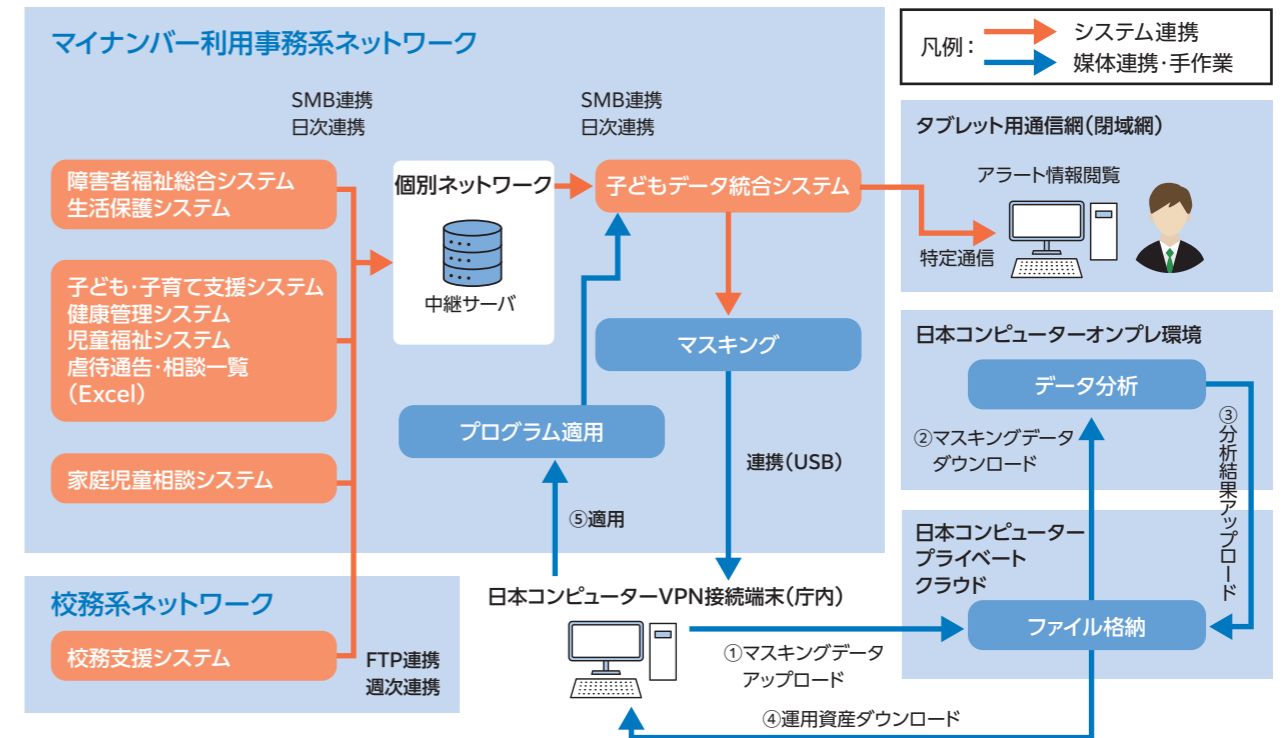 マイナンバー利用事務系ネットワーク
凡例：
システム連携
媒体連携・手作業
SMB連携
日次連携
SMB連携
日次連携
障害者福祉総合システム
生活保護システム
子ども・子育て支援システム
健康管理システム
児童福祉システム
虐待通告・相談一覧
（Excel）
家庭児童相談システム
個別ネットワーク
中継サーバ
子どもデータ統合システム
マスキング
プログラム適用
連携（USB）
⑤適用
タブレット用通信網（閉域網）
アラート情報閲覧
特定通信
日本コンピューターオンプレ環境
データ分析
②マスキングデータ
ダウンロード
③分析結果アップロード
日本コンピューター
プライベート
クラウド
ファイル格納
校務系ネットワーク
校務支援システム
FTP連携
週次連携
日本コンピューターVPN接続端末（庁内）
①マスキングデータ
アップロード
④運用資産ダウンロード